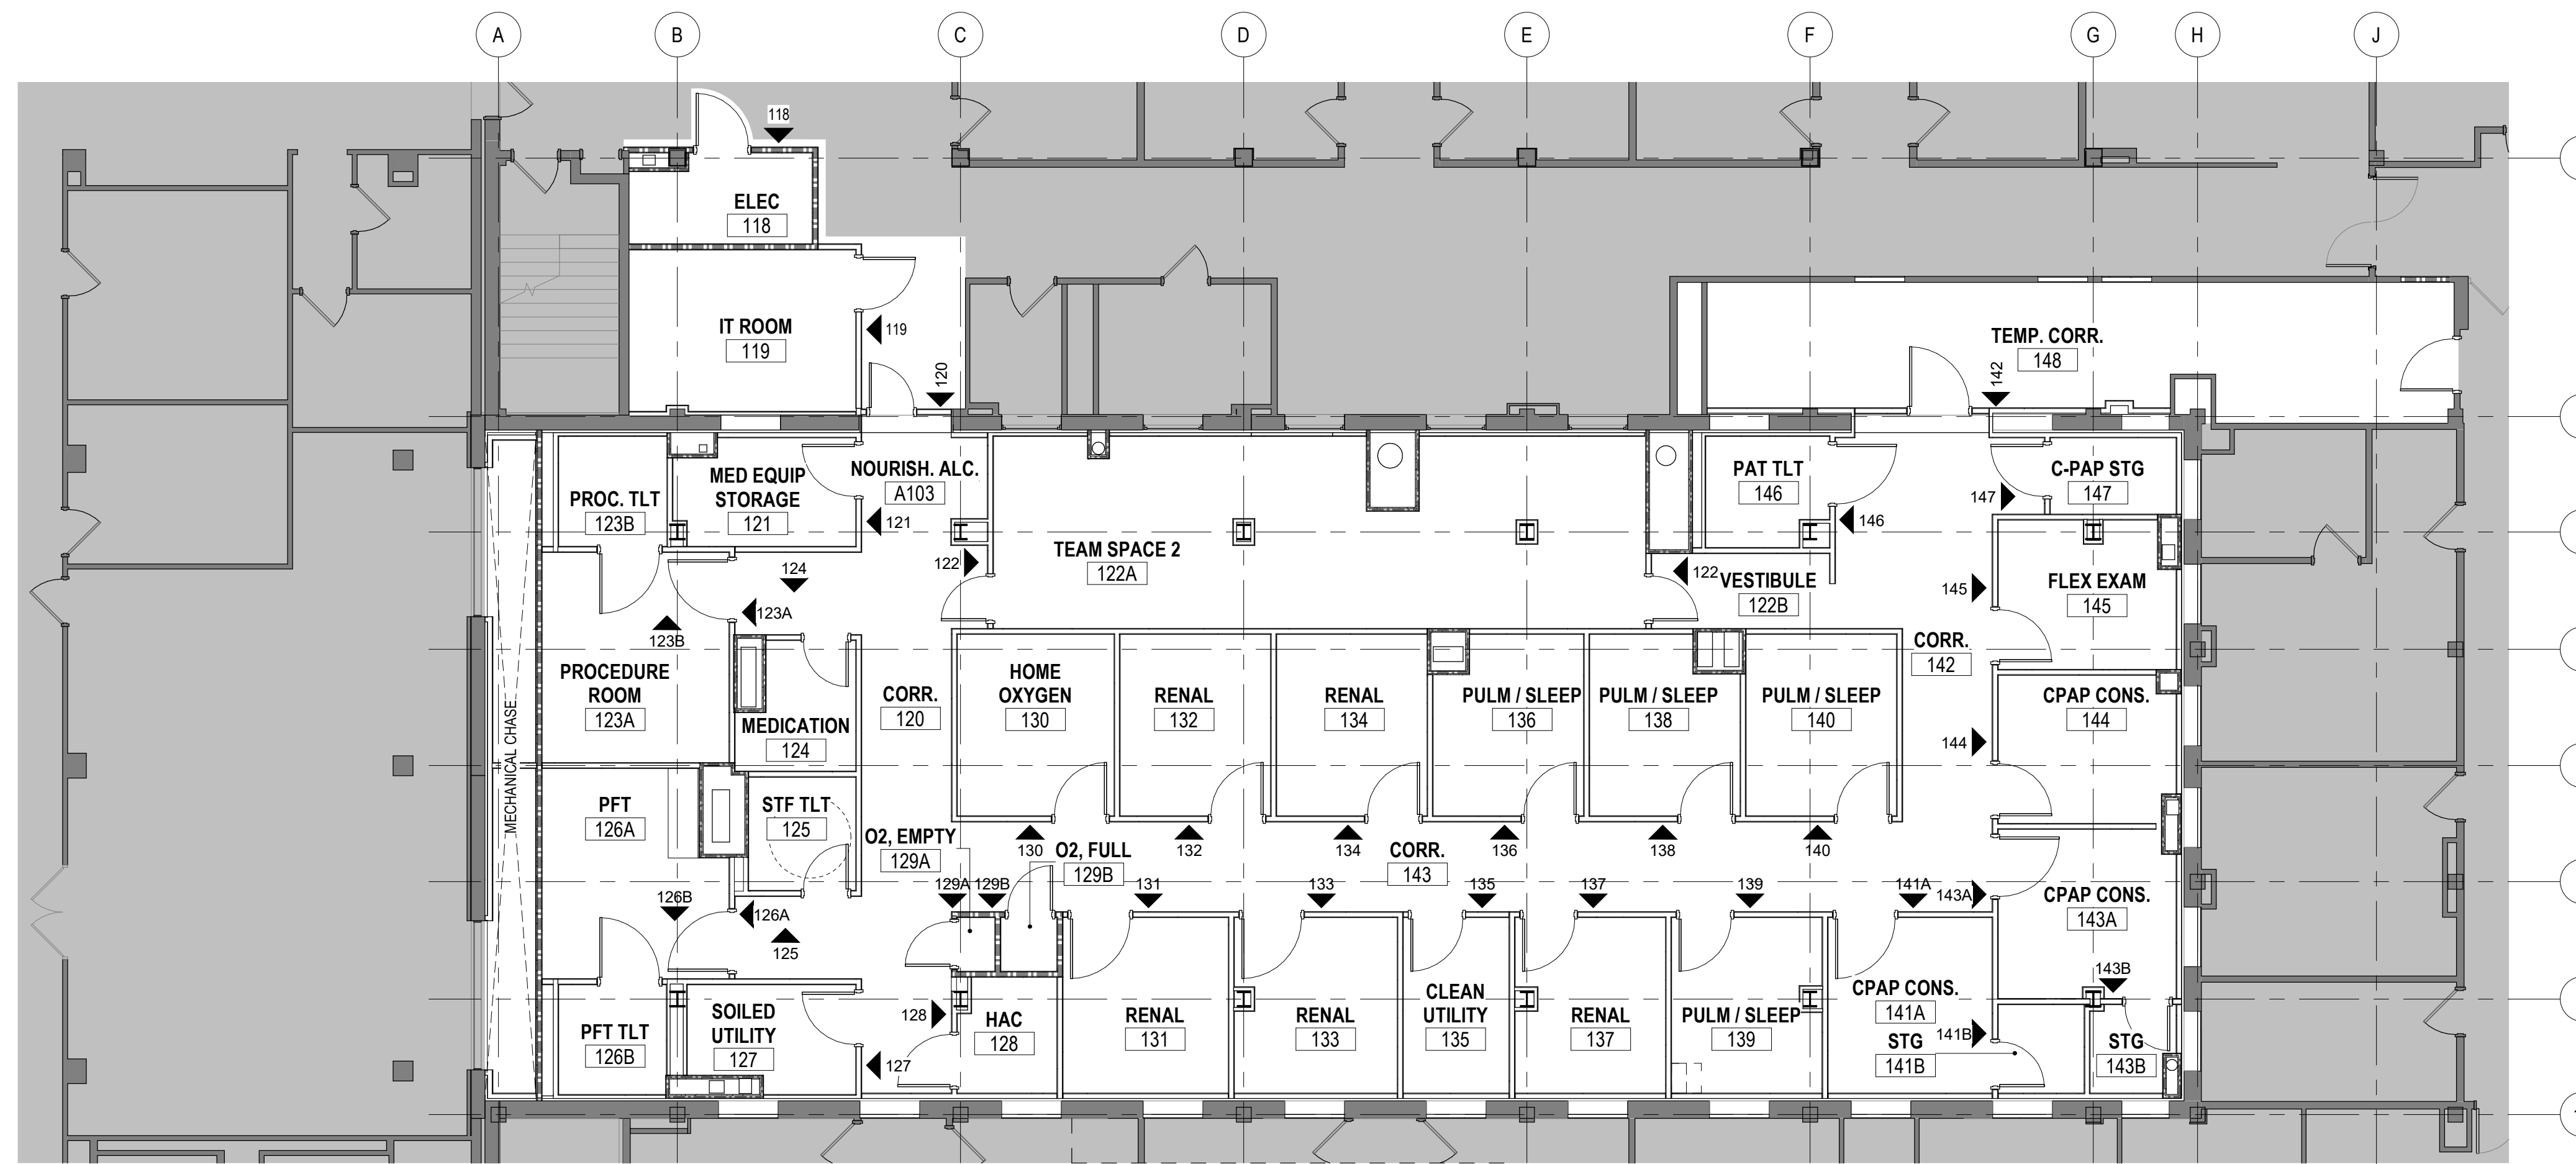 A B C D E F G H J
118
ELEC
118
IT ROOM
119
119
120
TEMP. CORR.
148
142
PROC. TLT
123B
MED EQUIP
STORAGE
121
NOURISH. ALC.
A103
121
PAT TLT
146
146
C-PAP STG
147
147
124
122
TEAM SPACE 2
122A
122
VESTIBULE
122B
FLEX EXAM
145
145
123A
123B
PROCEDURE
ROOM
123A
MEDICATION
124
CORR.
120
HOME
OXYGEN
130
RENAL
132
RENAL
134
PULM / SLEEP
136
PULM / SLEEP
138
PULM / SLEEP
140
CORR.
142
CPAP CONS.
144
144
MECHANICAL CHASE
PFT
126A
STF TLT
125
O2, EMPTY
129A
130
O2, FULL
129B
132
134
CORR.
143
136
138
140
126B
126A
125
129A
129B
131
133
135
137
139
141A
143A
CPAP CONS.
143A
143B
PFT TLT
126B
SOILED
UTILITY
127
128
127
HAC
128
RENAL
131
RENAL
133
CLEAN
UTILITY
135
RENAL
137
PULM / SLEEP
139
CPAP CONS.
141A
STG
141B
141B
STG
143B